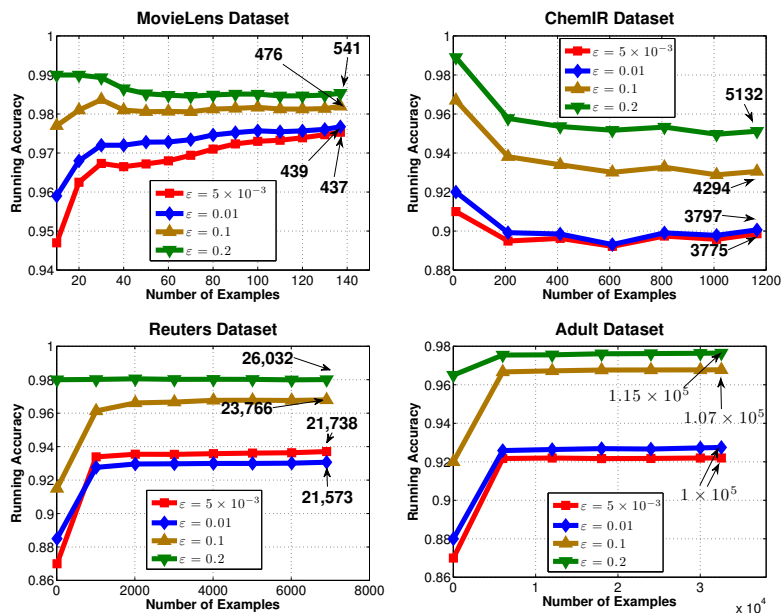 MovieLens Dataset
1
0.99
0.98
0.97
0.96
0.95
0.94
Running Accuracy
476
541
439
437
ε = 5 × 10⁻³
ε = 0.01
ε = 0.1
ε = 0.2
20 40 60 80 100 120 140
Number of Examples
ChemIR Dataset
1
0.96
0.92
0.88
Running Accuracy
ε = 5 × 10⁻³
ε = 0.01
ε = 0.1
ε = 0.2
5132
4294
3797
3775
0 200 400 600 800 1000 1200
Number of Examples
Reuters Dataset
1
0.98
0.96
0.94
0.92
0.9
0.88
0.86
Running Accuracy
26,032
23,766
21,738
21,573
ε = 5 × 10⁻³
ε = 0.01
ε = 0.1
ε = 0.2
0 2000 4000 6000 8000
Number of Examples
Adult Dataset
0.98
0.96
0.94
0.92
0.9
0.88
0.86
Running Accuracy
1.15 × 10⁵
1.07 × 10⁵
1 × 10⁵
ε = 5 × 10⁻³
ε = 0.01
ε = 0.1
ε = 0.2
0 1 2 3
Number of Examples
x 10⁴